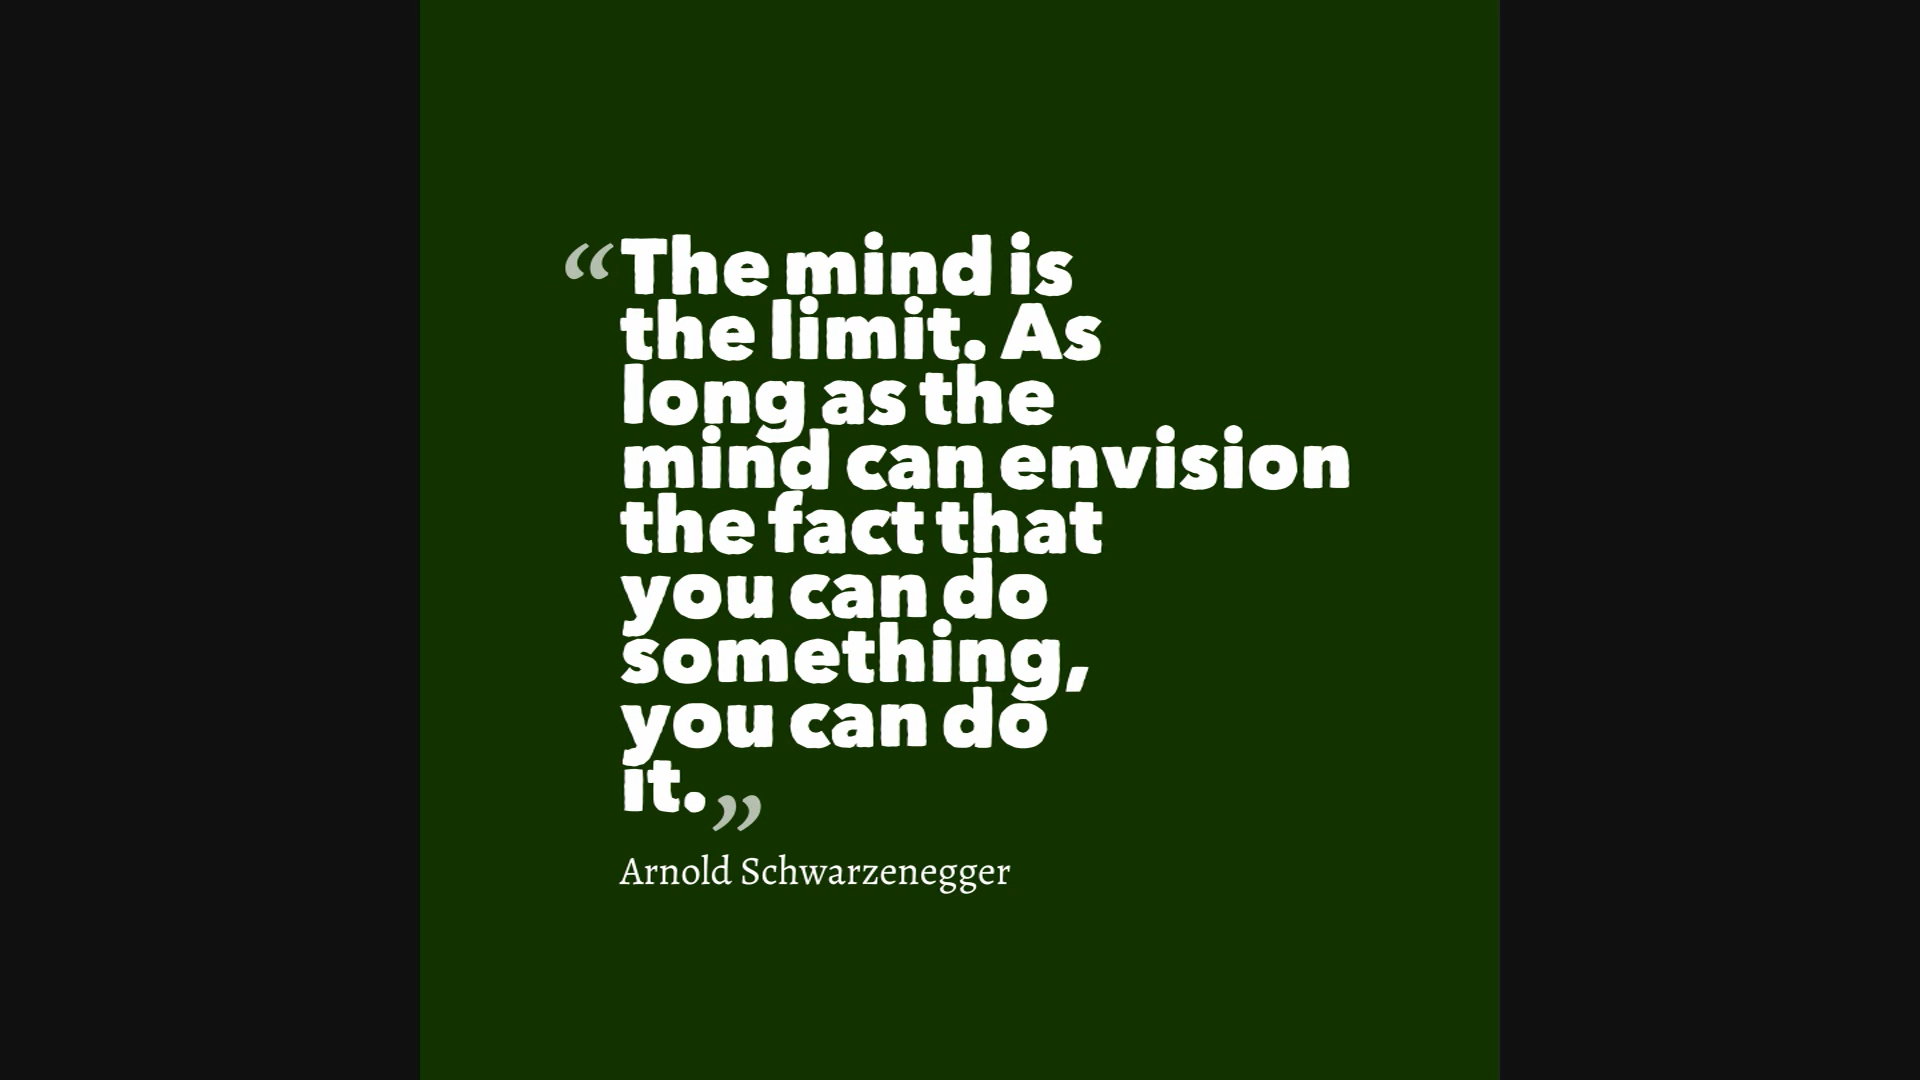 “The mind is
the limit. As
long as the
mind can envision
the fact that
you can do
something,
you can do
it.”
Arnold Schwarzenegger